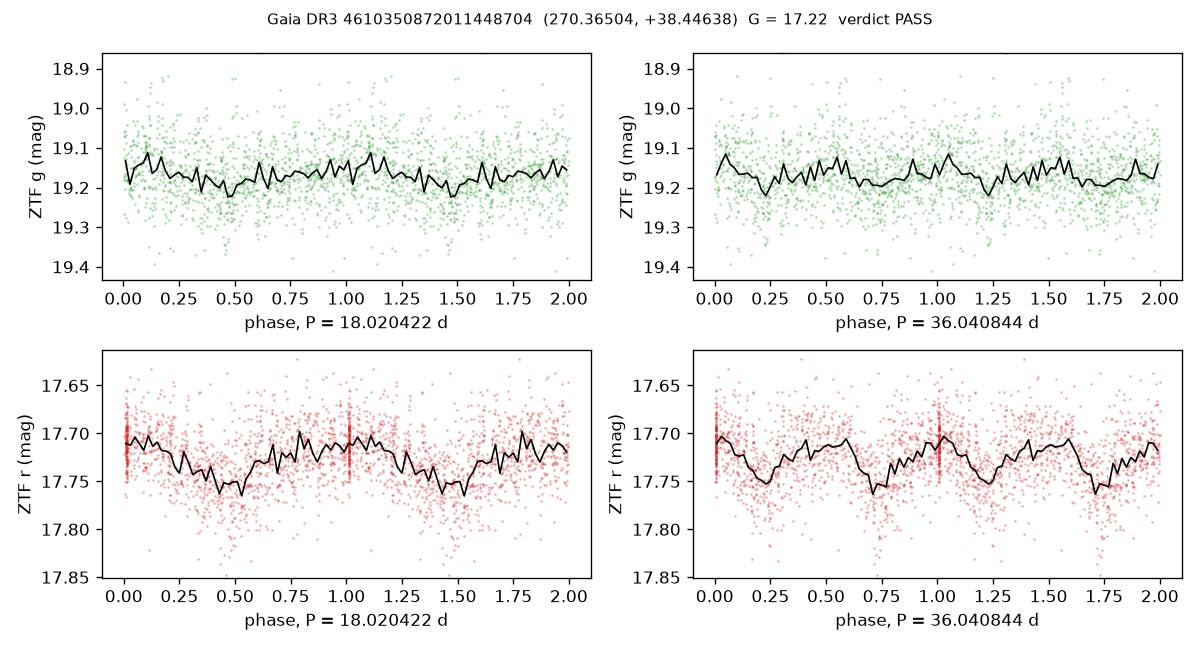 Gaia DR3 4610350872011448704 (270.36504, +38.44638) G = 17.22 verdict PASS
18.9
19.0
19.1
19.2
19.3
19.4
ZTF g (mag)
0.00 0.25 0.50 0.75 1.00 1.25 1.50 1.75 2.00
phase, P = 18.020422 d
18.9
19.0
19.1
19.2
19.3
19.4
ZTF g (mag)
0.00 0.25 0.50 0.75 1.00 1.25 1.50 1.75 2.00
phase, P = 36.040844 d
17.65
17.70
17.75
17.80
17.85
ZTF r (mag)
0.00 0.25 0.50 0.75 1.00 1.25 1.50 1.75 2.00
phase, P = 18.020422 d
17.65
17.70
17.75
17.80
17.85
ZTF r (mag)
0.00 0.25 0.50 0.75 1.00 1.25 1.50 1.75 2.00
phase, P = 36.040844 d